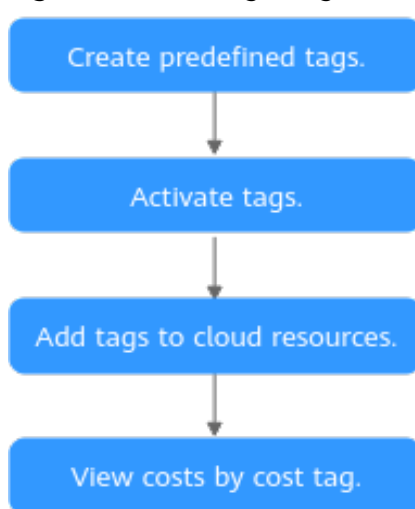 Create predefined tags.
Activate tags.
Add tags to cloud resources.
View costs by cost tag.